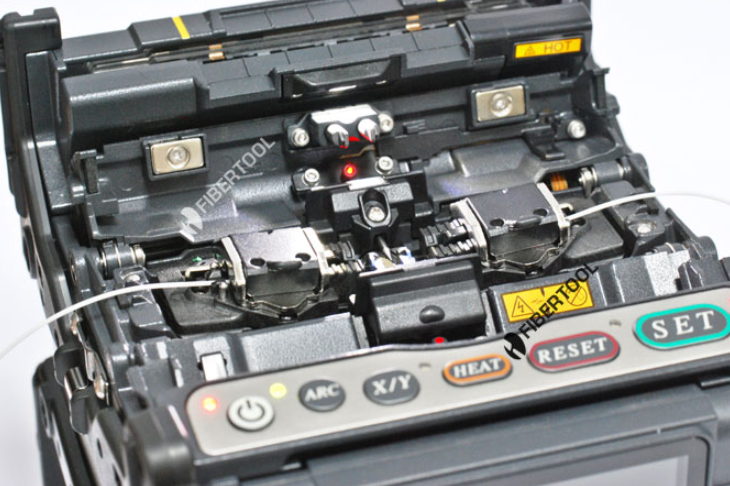 HOT
FIBERTOOL
FIBERTOOL
ARC
X/Y
HEAT
RESET
SET